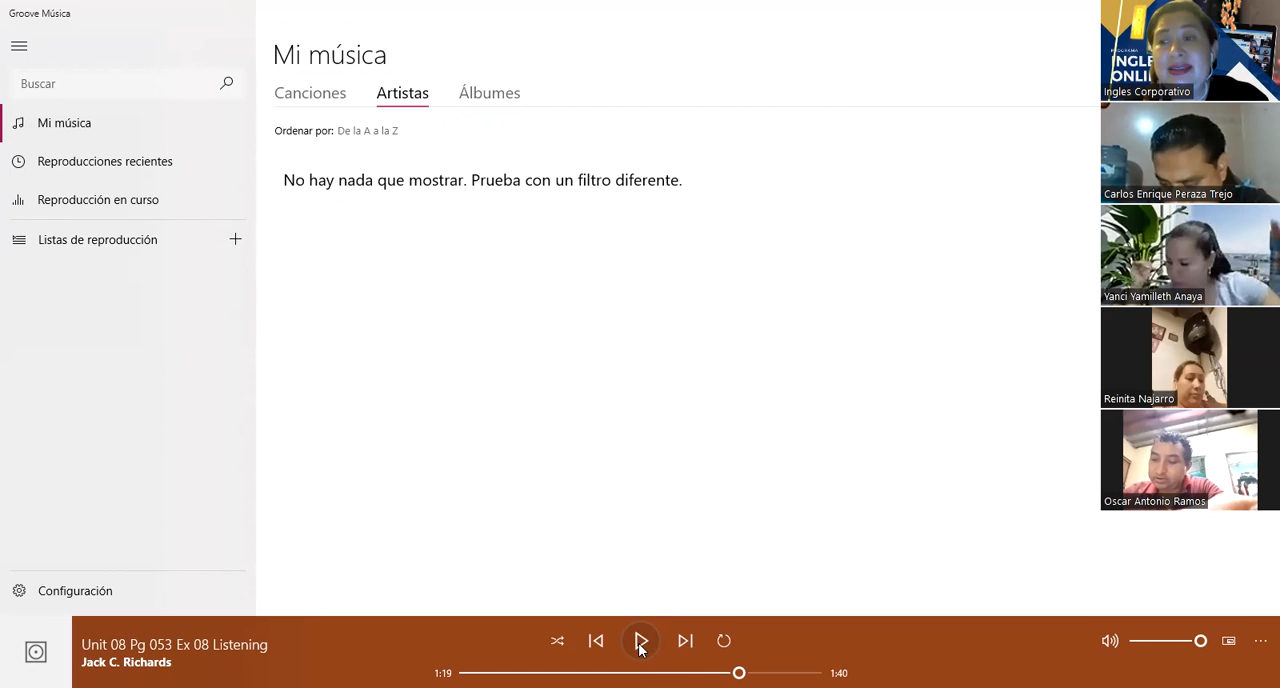 Groove Música
Buscar
Mi música
Reproducciones recientes
Reproducción en curso
Listas de reproducción
Configuración
Mi música
Canciones Artistas Álbumes
Ordenar por: De la A a la Z
No hay nada que mostrar. Prueba con un filtro diferente.
PROGRAMA
INGLE
ONLI
Ingles Corporativo
Carlos Enrique Peraza Trejo
Yanci Yamilleth Anaya
Reinita Najarro
Oscar Antonio Ramos
Unit 08 Pg 053 Ex 08 Listening
Jack C. Richards
1:19
1:40